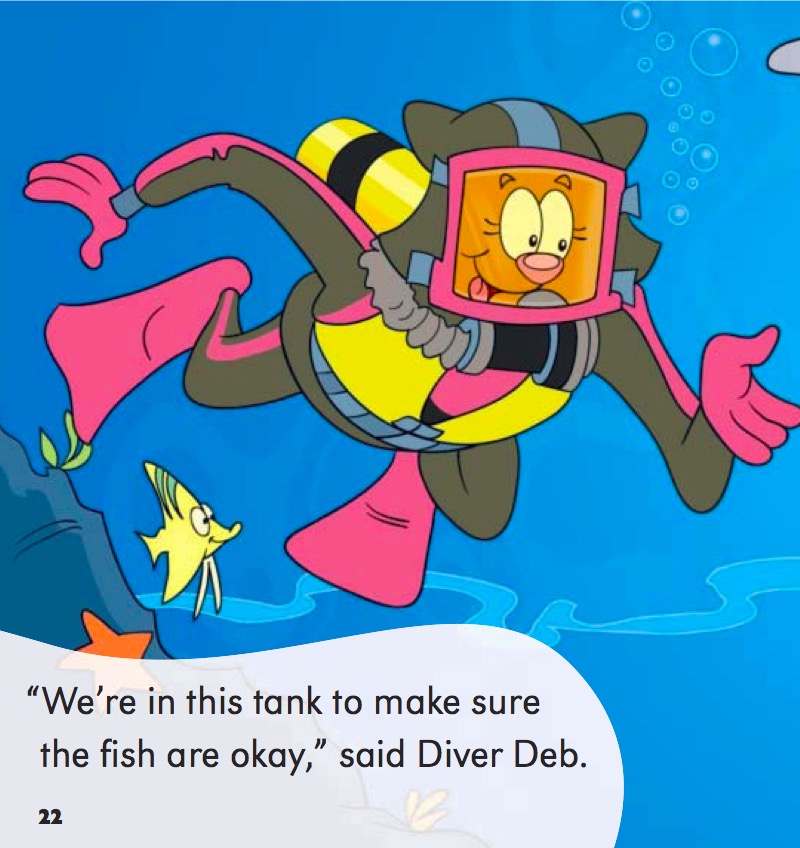 “We’re in this tank to make sure
the fish are okay,” said Diver Deb.
22